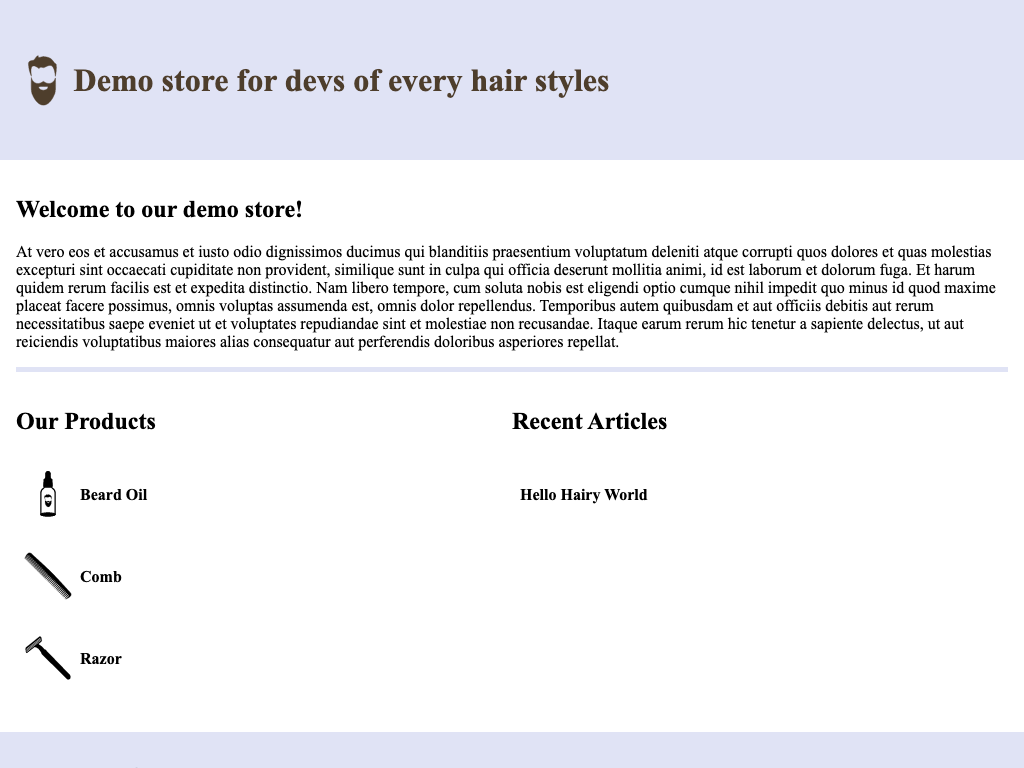 Demo store for devs of every hair styles
Welcome to our demo store!
At vero eos et accusamus et iusto odio dignissimos ducimus qui blanditiis praesentium voluptatum deleniti atque corrupti quos dolores et quas molestias
excepturi sint occaecati cupiditate non provident, similique sunt in culpa qui officia deserunt mollitia animi, id est laborum et dolorum fuga. Et harum
quidem rerum facilis est et expedita distinctio. Nam libero tempore, cum soluta nobis est eligendi optio cumque nihil impedit quo minus id quod maxime
placeat facere possimus, omnis voluptas assumenda est, omnis dolor repellendus. Temporibus autem quibusdam et aut officiis debitis aut rerum
necessitatibus saepe eveniet ut et voluptates repudiandae sint et molestiae non recusandae. Itaque earum rerum hic tenetur a sapiente delectus, ut aut
reiciendis voluptatibus maiores alias consequatur aut perferendis doloribus asperiores repellat.
Our Products
Beard Oil
Comb
Razor
Recent Articles
Hello Hairy World